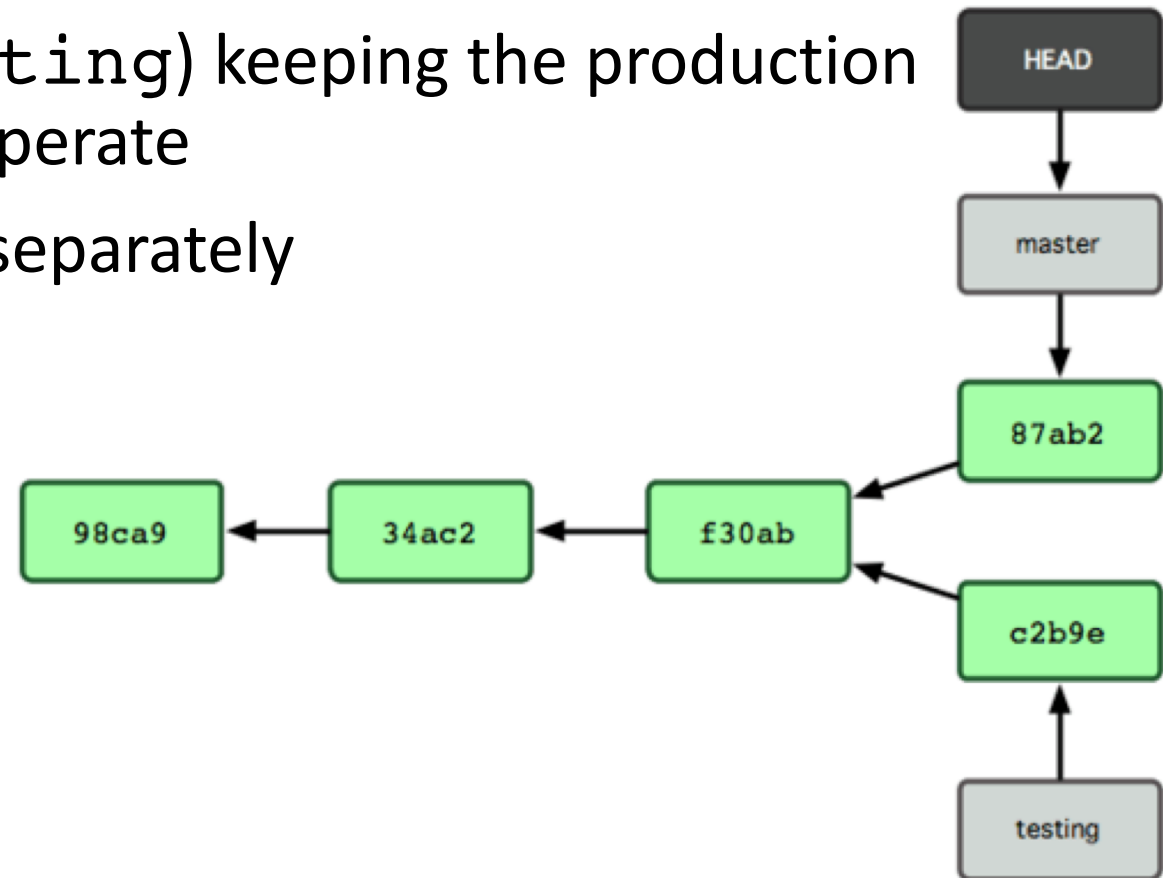 ting) keeping the production
perate
separately
HEAD
master
87ab2
98ca9
34ac2
f30ab
c2b9e
testing